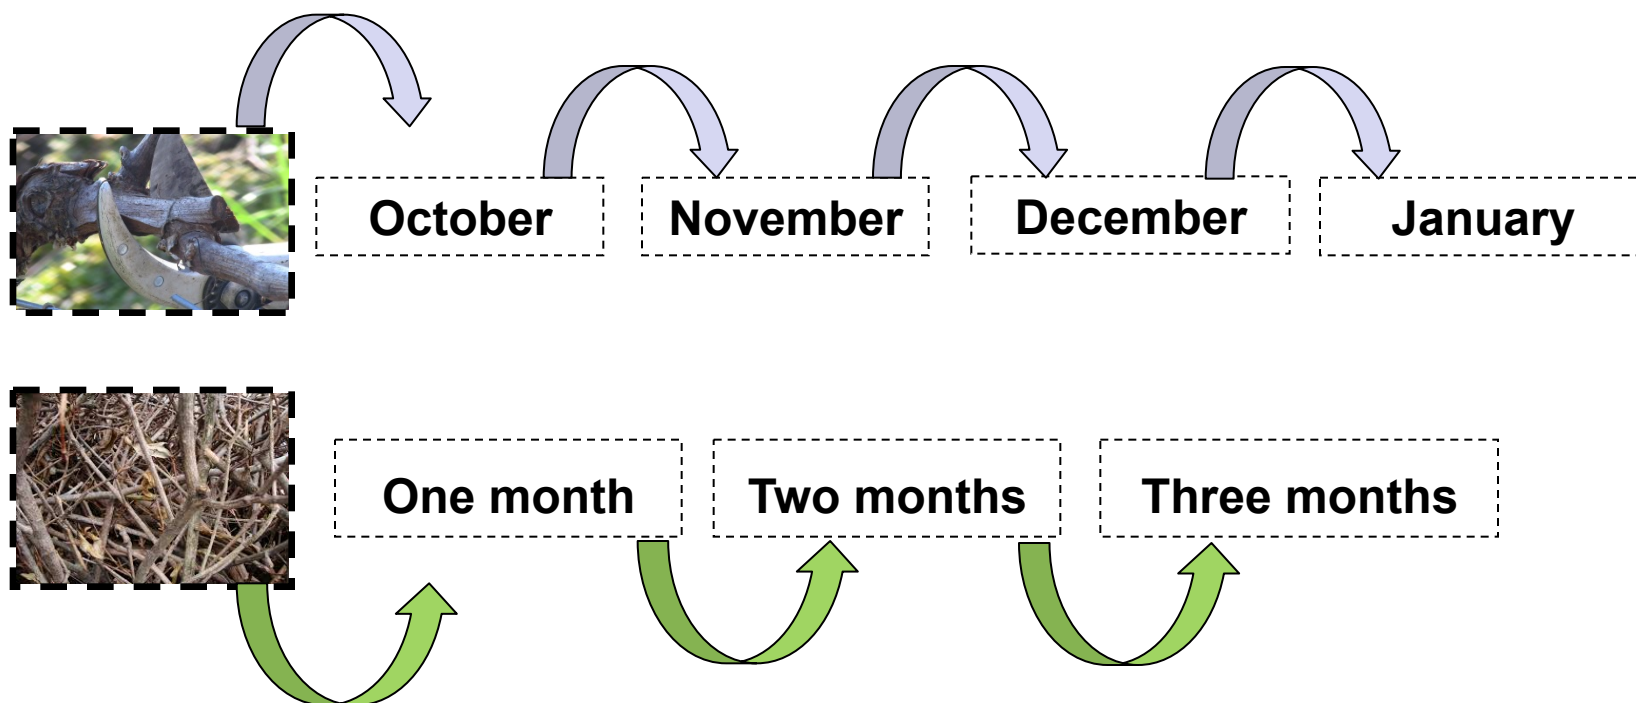 October
November
December
January
One month
Two months
Three months